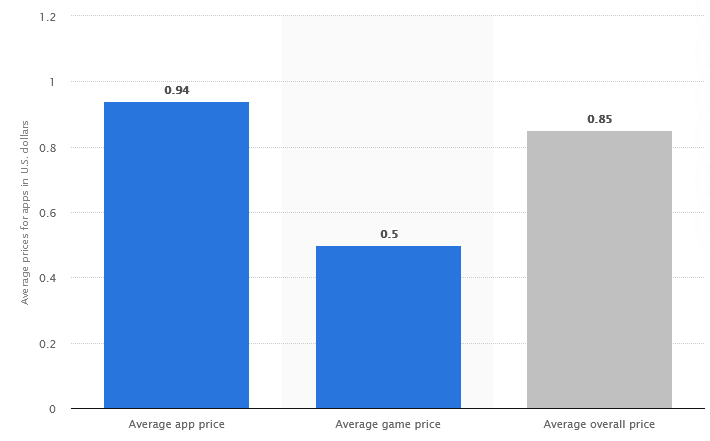 Average prices for apps in U.S. dollars
1.2
1
0.8
0.6
0.4
0.2
0
0.94
0.5
0.85
Average app price
Average game price
Average overall price